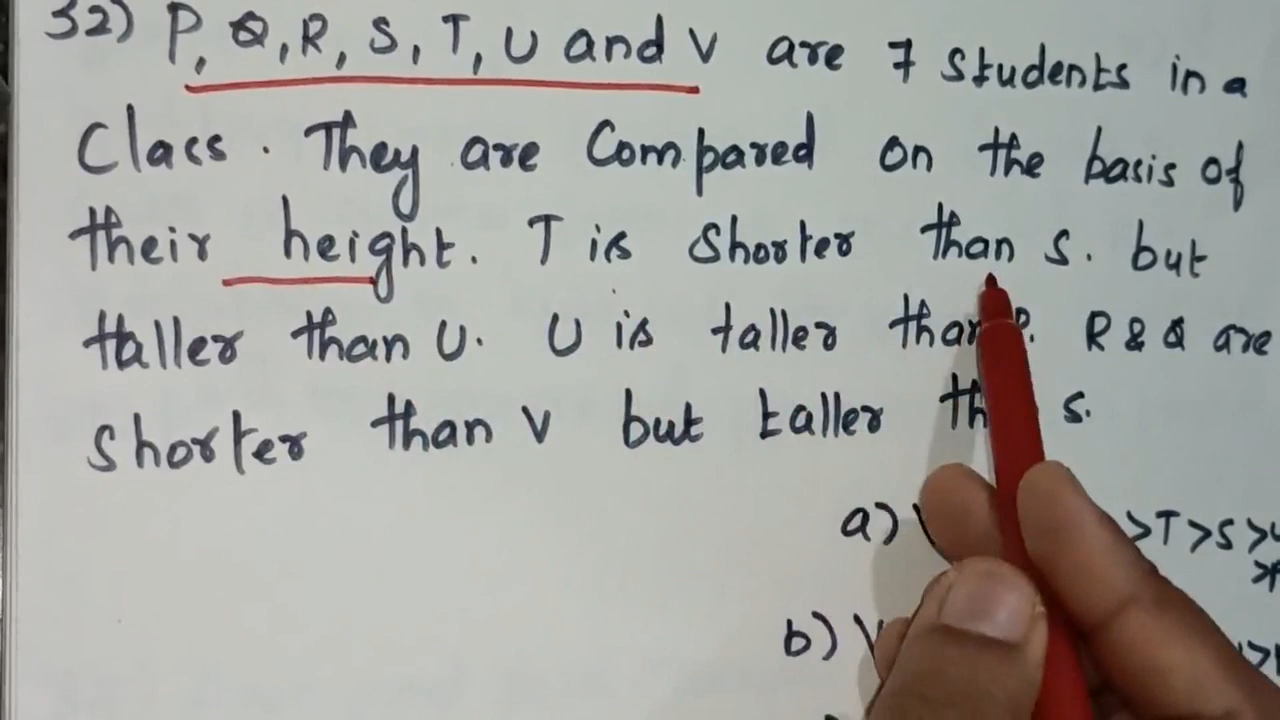 32) P, Q, R, S, T, U and V are 7 students in a
Class. They are Compared on the basis of
their height. T is shorter than S. but
taller than U. U is taller than P. R & Q are
shorter than V but taller S.
a) >T>S>
b)